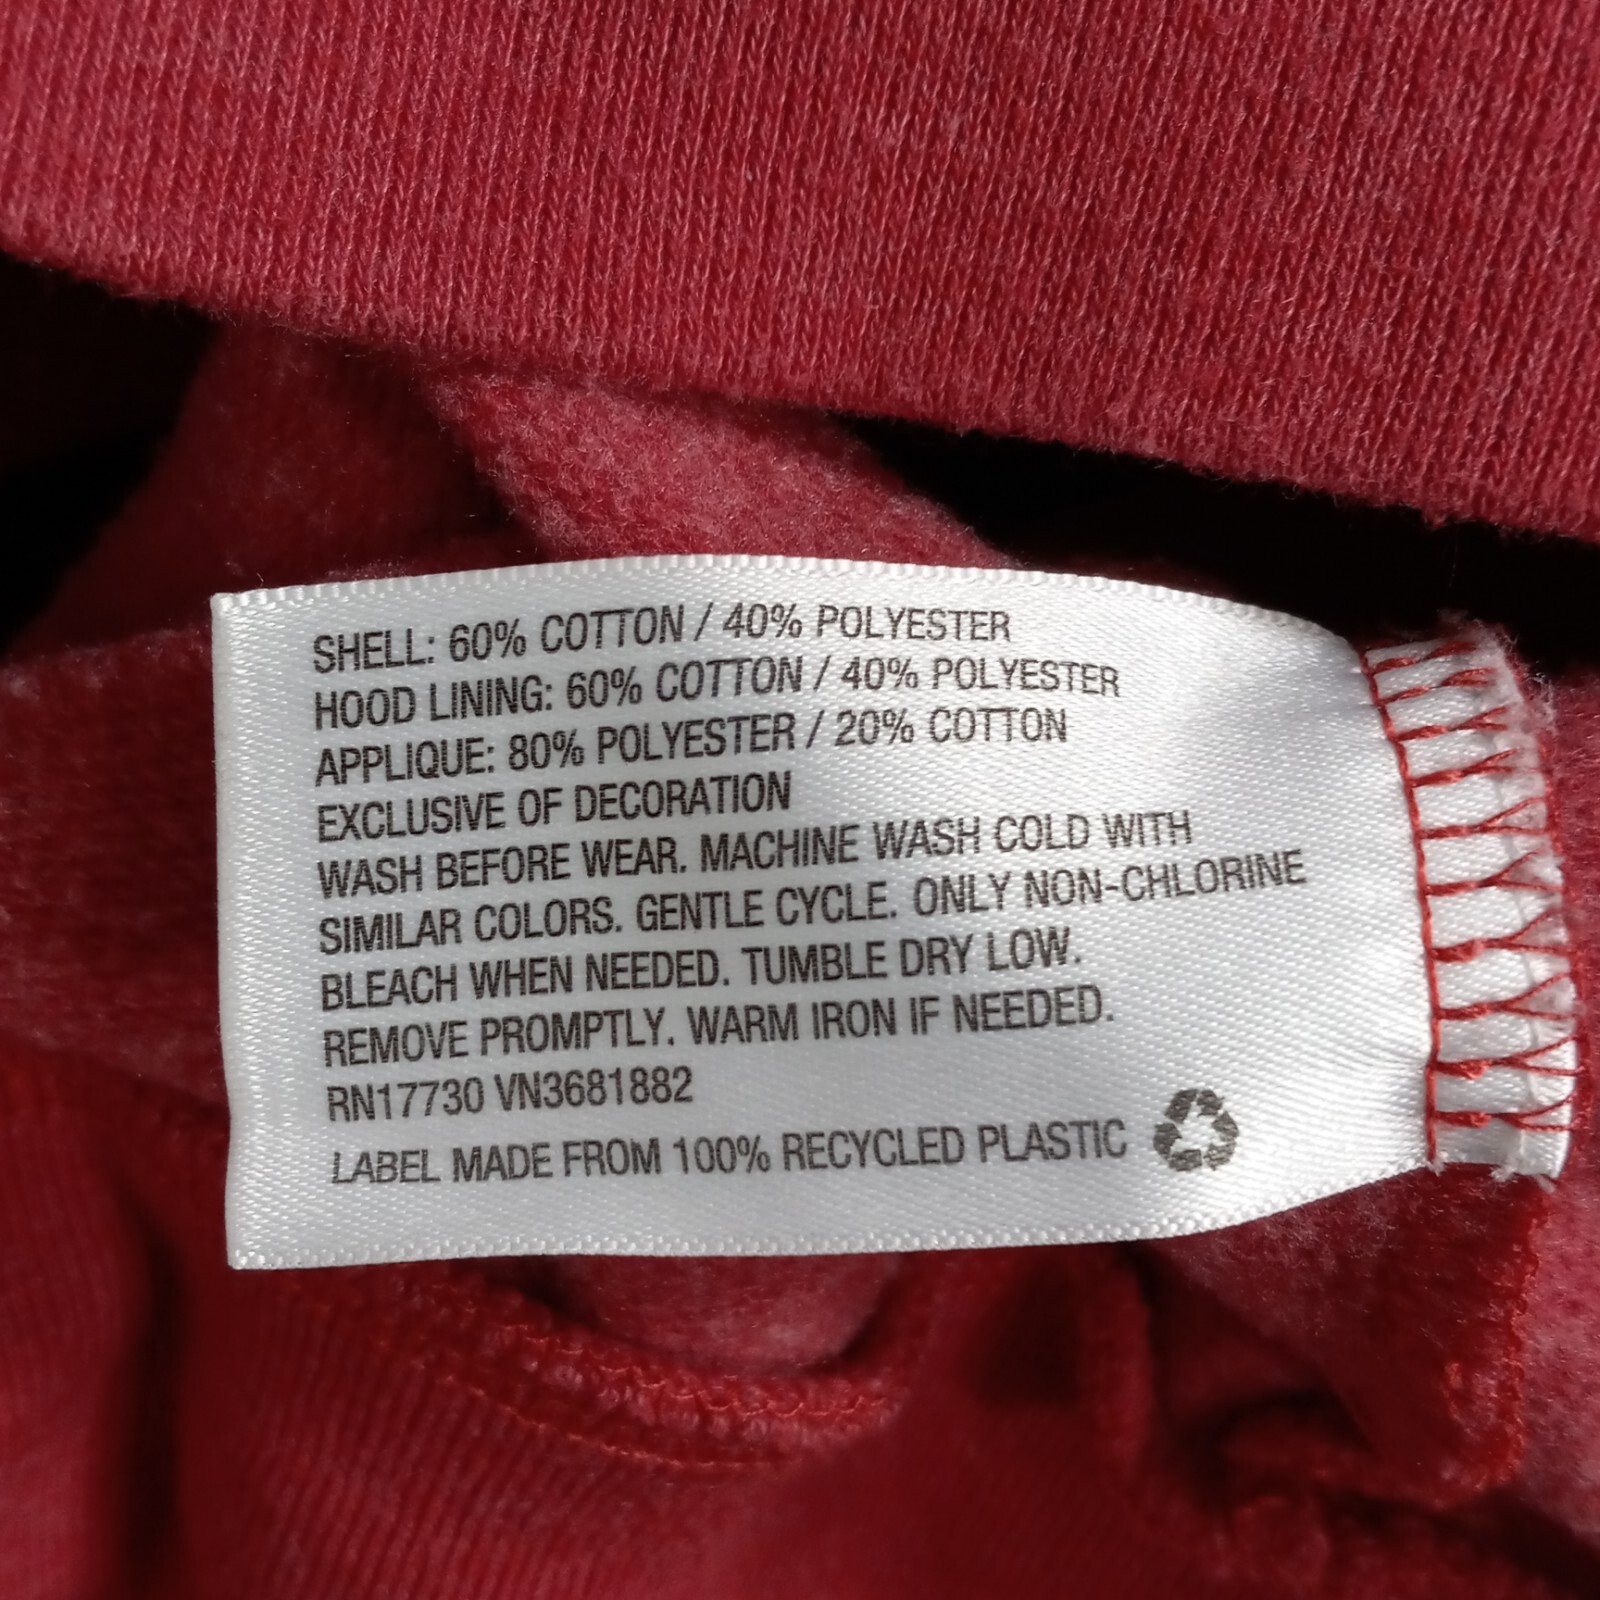 SHELL: 60% COTTON / 40% POLYESTER
HOOD LINING: 60% COTTON / 40% POLYESTER
APPLIQUE: 80% POLYESTER / 20% COTTON
EXCLUSIVE OF DECORATION
WASH BEFORE WEAR. MACHINE WASH COLD WITH
SIMILAR COLORS. GENTLE CYCLE. ONLY NON-CHLORINE
BLEACH WHEN NEEDED. TUMBLE DRY LOW.
REMOVE PROMPTLY. WARM IRON IF NEEDED.
RN17730 VN3681882
LABEL MADE FROM 100% RECYCLED PLASTIC